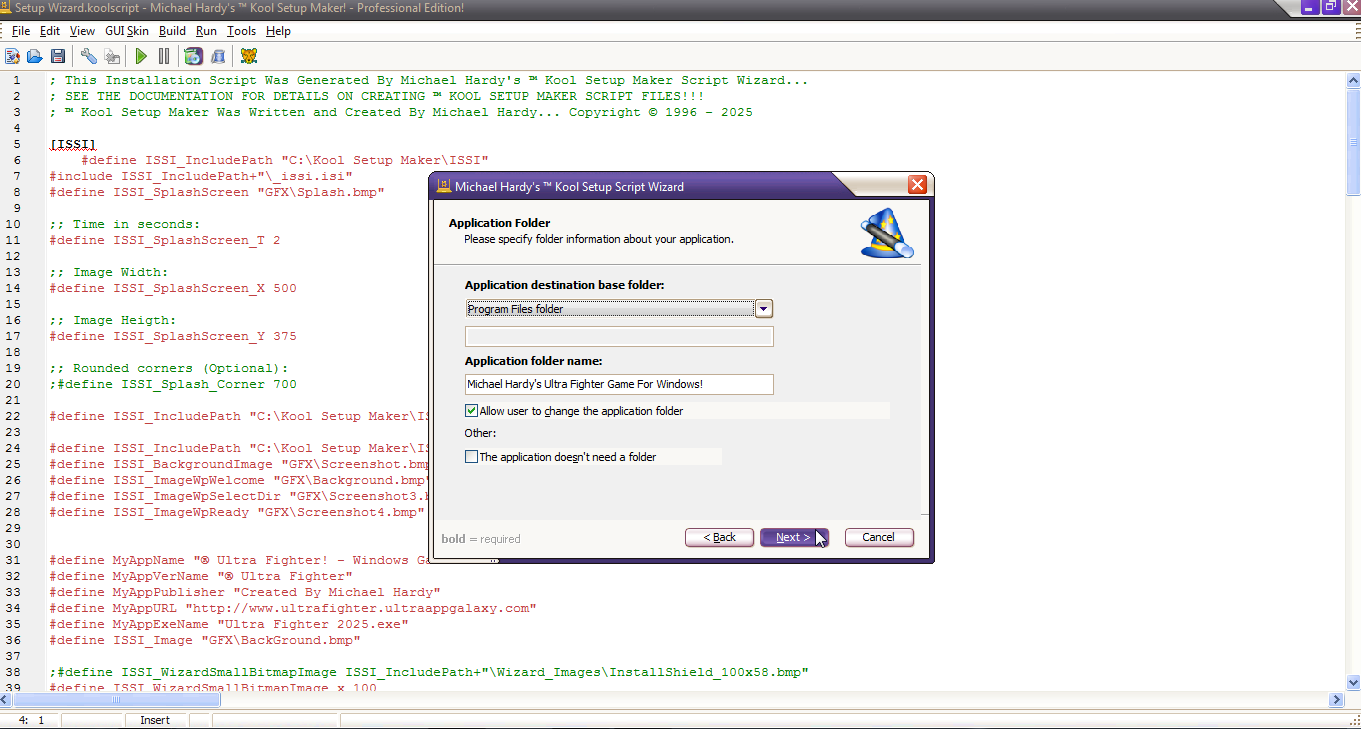 Setup Wizard.koolscript - Michael Hardy's ™ Kool Setup Maker! - Professional Edition!
File Edit View GUI Skin Build Run Tools Help
1 ; This Installation Script Was Generated By Michael Hardy's ™ Kool Setup Maker Script Wizard...
2 ; SEE THE DOCUMENTATION FOR DETAILS ON CREATING ™ KOOL SETUP MAKER SCRIPT FILES!!!
3 ; ™ Kool Setup Maker Was Written and Created By Michael Hardy... Copyright © 1996 - 2025
4
5 [ISSI]
6 #define ISSI_IncludePath "C:\Kool Setup Maker\ISSI"
7 #include ISSI_IncludePath+"\_issi.isi"
8 #define ISSI_SplashScreen "GFX\Splash.bmp"
9
10 ;; Time in seconds:
11 #define ISSI_SplashScreen_T 2
12
13 ;; Image Width:
14 #define ISSI_SplashScreen_X 500
15
16 ;; Image Heigth:
17 #define ISSI_SplashScreen_Y 375
18
19 ;; Rounded corners (Optional):
20 ;#define ISSI_Splash_Corner 700
21
22 #define ISSI_IncludePath "C:\Kool Setup Maker\IS
23
24 #define ISSI_IncludePath "C:\Kool Setup Maker\IS
25 #define ISSI_BackgroundImage "GFX\Screenshot.bmp
26 #define ISSI_ImageWpWelcome "GFX\Background.bmp"
27 #define ISSI_ImageWpSelectDir "GFX\Screenshot3.b
28 #define ISSI_ImageWpReady "GFX\Screenshot4.bmp"
29
30
31 #define MyAppName "® Ultra Fighter! - Windows Ga
32 #define MyAppVerName "® Ultra Fighter"
33 #define MyAppPublisher "Created By Michael Hardy"
34 #define MyAppURL "http://www.ultrafighter.ultraappgalaxy.com"
35 #define MyAppExeName "Ultra Fighter 2025.exe"
36 #define ISSI_Image "GFX\BackGround.bmp"
37
38 ;#define ISSI_WizardSmallBitmapImage ISSI_IncludePath+"\Wizard_Images\InstallShield_100x58.bmp"
39 #define ISSI_WizardSmallBitmapImage_x 100
Michael Hardy's ™ Kool Setup Script Wizard
Application Folder
Please specify folder information about your application.
Application destination base folder:
Program Files folder
Application folder name:
Michael Hardy's Ultra Fighter Game For Windows!
Allow user to change the application folder
Other:
The application doesn't need a folder
bold = required
< Back Next > Cancel
4: 1 Insert